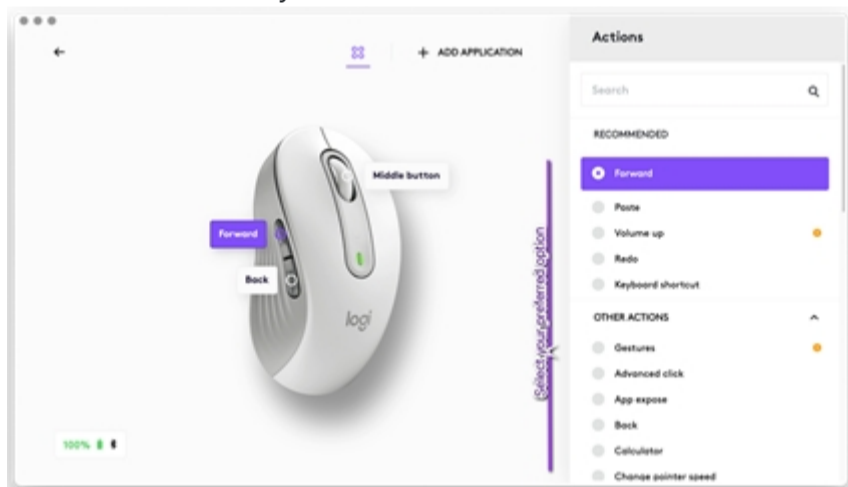 Actions
+ ADD APPLICATION
Search
RECOMMENDED
Forward
Paste
Volume up
Redo
Keyboard shortcut
OTHER ACTIONS
Gestures
Advanced click
App expose
Back
Calculator
Change pointer speed
Middle button
Forward
Back
logi
Select your preferred option
100%